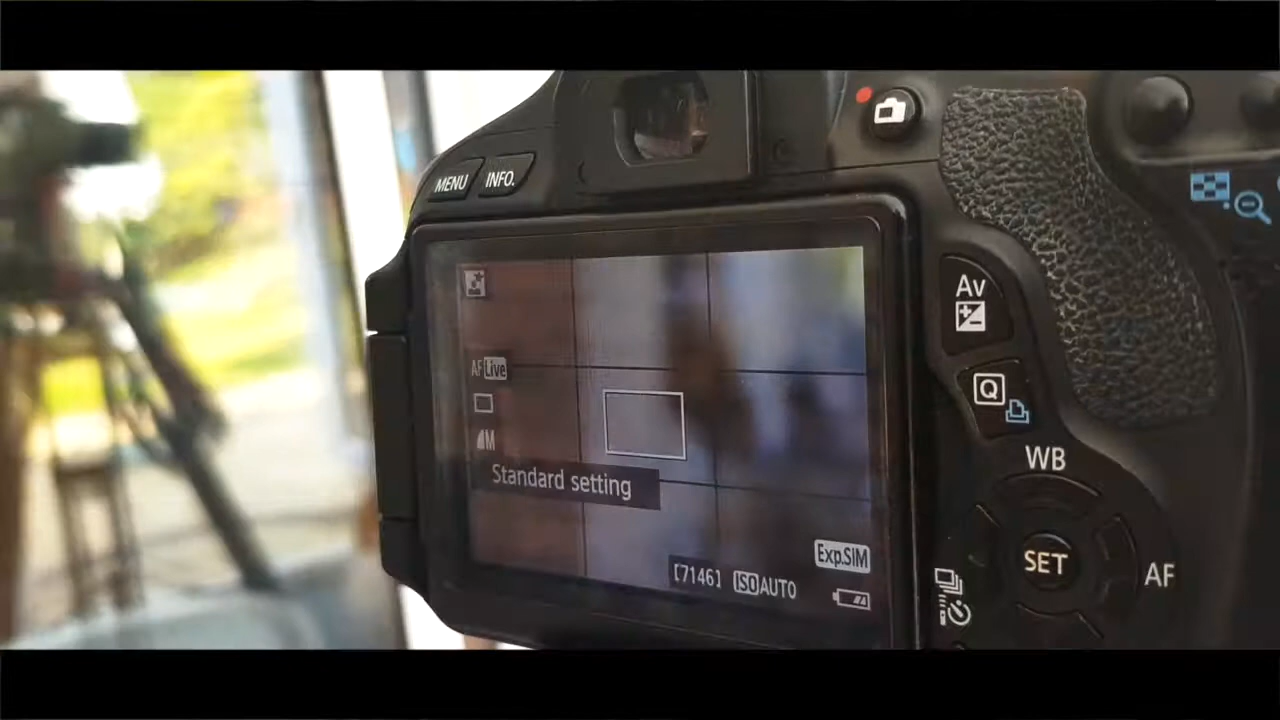 MENU
INFO.
Av
Q
AF Live
M
Standard setting
WB
Exp.SIM
[7146]
ISO AUTO
SET
AF